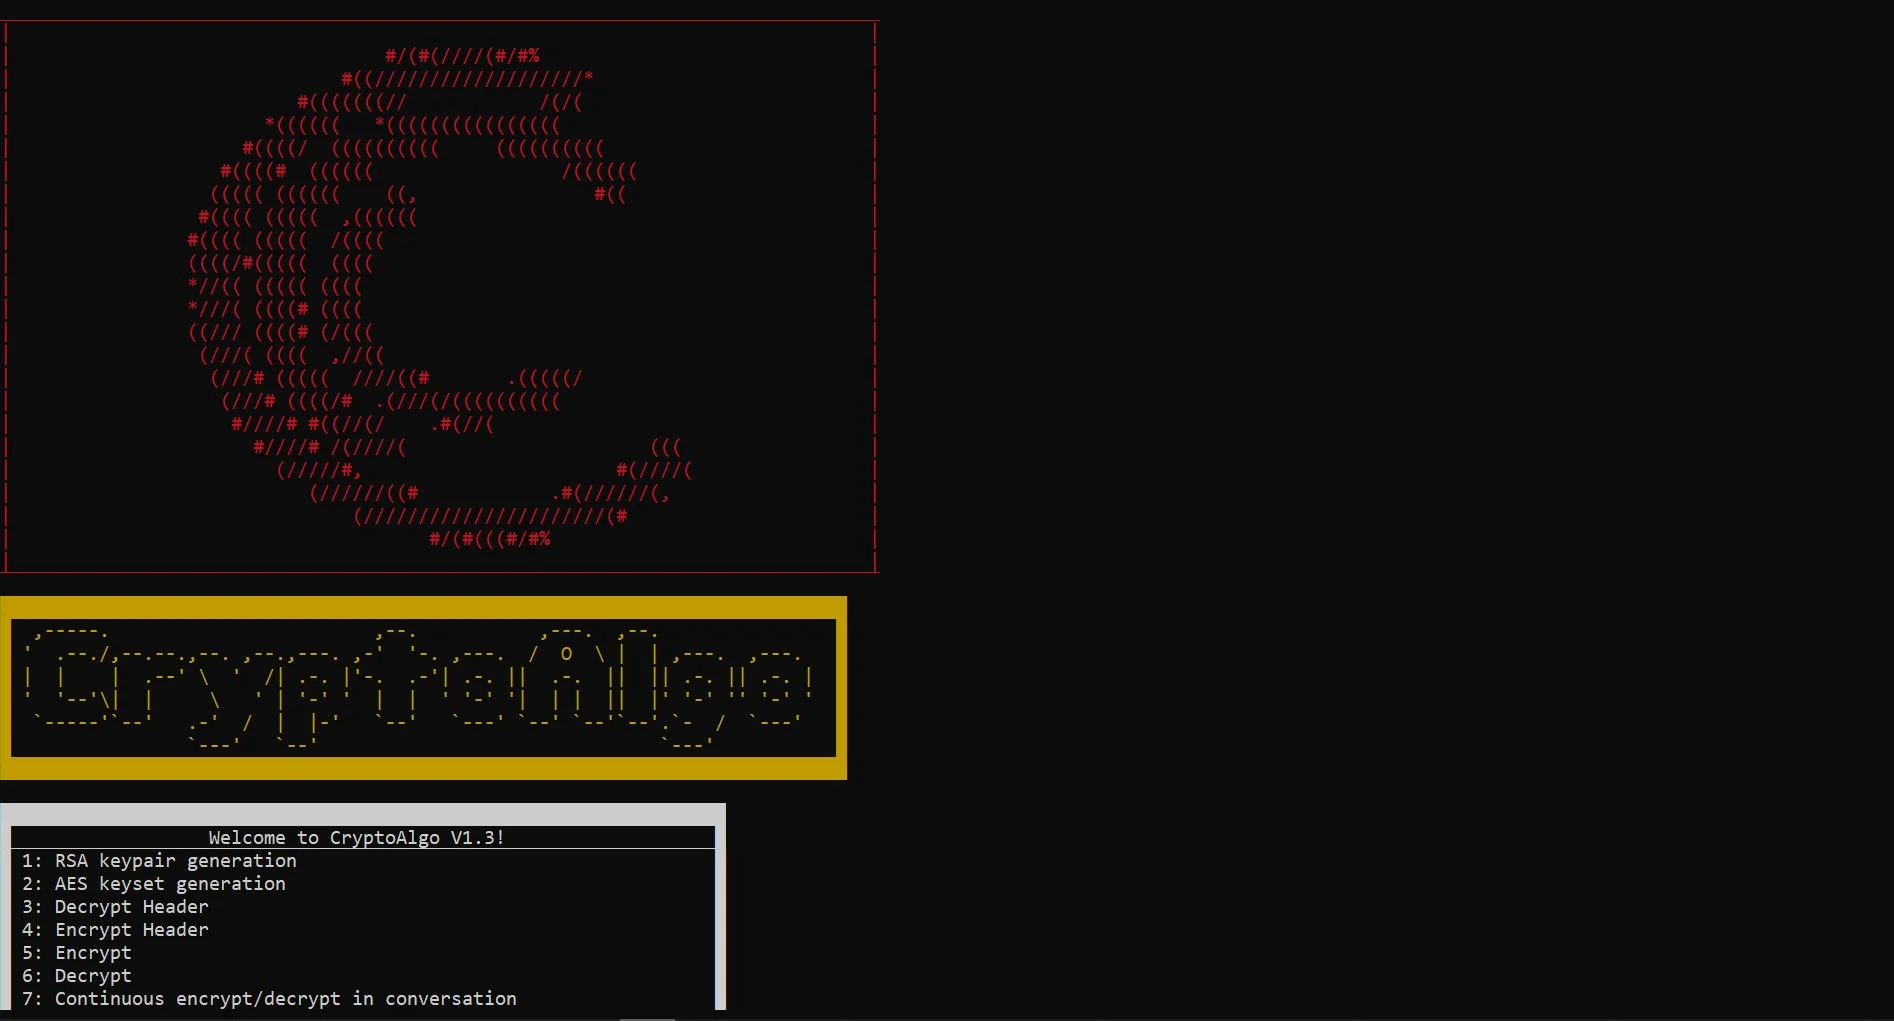 CryptoAlgo
Welcome to CryptoAlgo V1.3!
1: RSA keypair generation
2: AES keyset generation
3: Decrypt Header
4: Encrypt Header
5: Encrypt
6: Decrypt
7: Continuous encrypt/decrypt in conversation